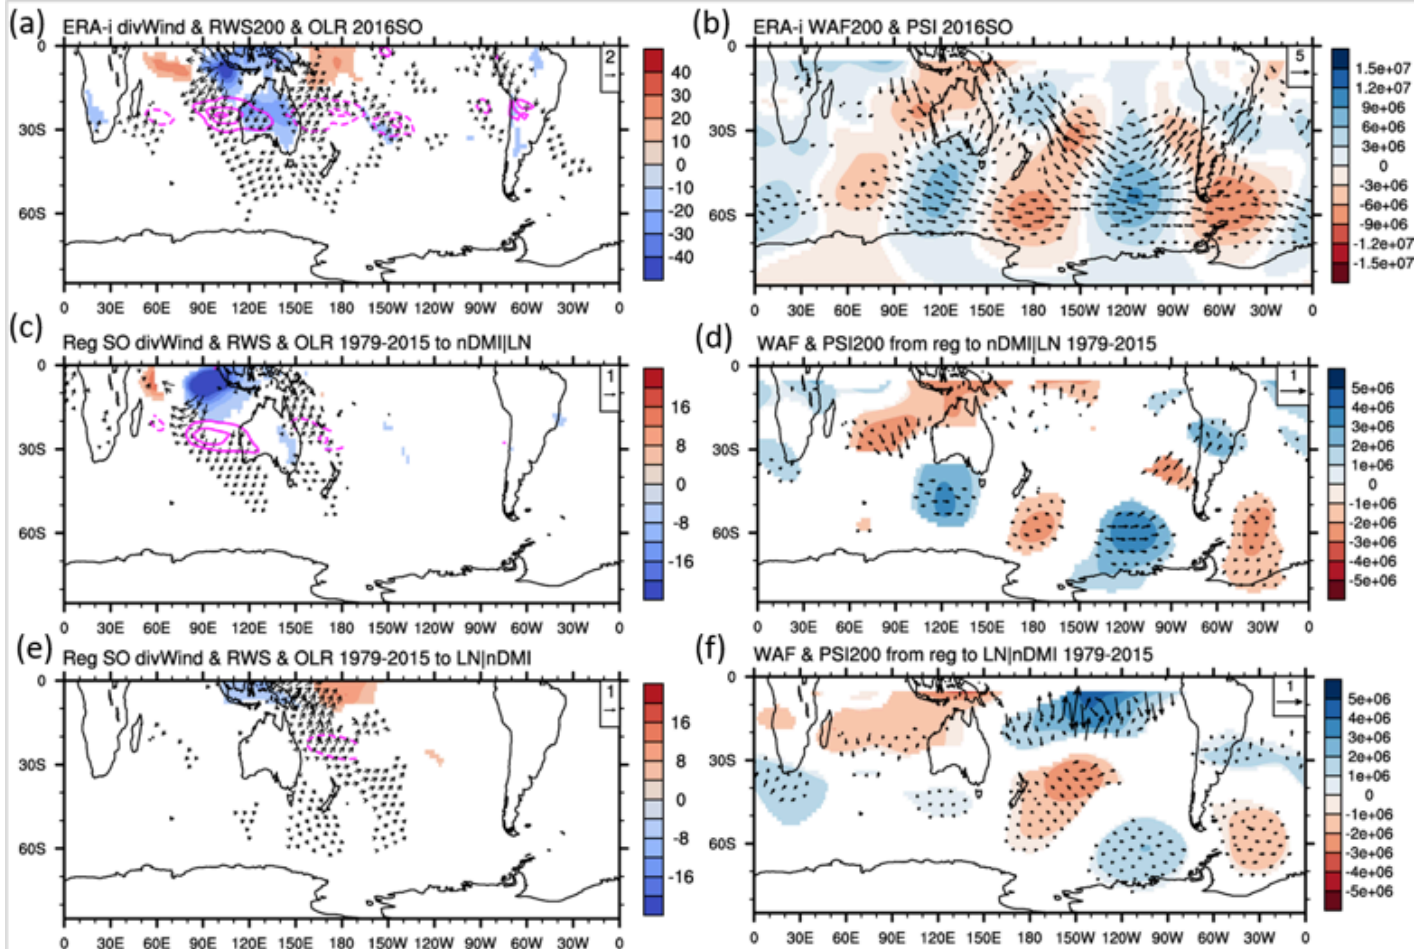 (a) ERA-i divWind & RWS200 & OLR 2016SO
2
0
30S
60S
0 30E 60E 90E 120E 150E 180 150W 120W 90W 60W 30W
40
30
20
10
0
-10
-20
-30
-40
(b) ERA-i WAF200 & PSI 2016SO
5
0
30S
60S
0 30E 60E 90E 120E 150E 180 150W 120W 90W 60W 30W 0
1.5e+07
1.2e+07
9e+06
6e+06
3e+06
0
-3e+06
-6e+06
-9e+06
-1.2e+07
-1.5e+07
(c) Reg SO divWind & RWS & OLR 1979-2015 to nDMI|LN
1
0
30S
60S
0 30E 60E 90E 120E 150E 180 150W 120W 90W 60W 30W
16
8
0
-8
-16
(d) WAF & PSI200 from reg to nDMI|LN 1979-2015
1
0
30S
60S
0 30E 60E 90E 120E 150E 180 150W 120W 90W 60W 30W 0
5e+06
4e+06
3e+06
2e+06
1e+06
0
-1e+06
-2e+06
-3e+06
-4e+06
-5e+06
(e) Reg SO divWind & RWS & OLR 1979-2015 to LN|nDMI
1
0
30S
60S
0 30E 60E 90E 120E 150E 180 150W 120W 90W 60W 30W
16
8
0
-8
-16
(f) WAF & PSI200 from reg to LN|nDMI 1979-2015
1
0
30S
60S
0 30E 60E 90E 120E 150E 180 150W 120W 90W 60W 30W 0
5e+06
4e+06
3e+06
2e+06
1e+06
0
-1e+06
-2e+06
-3e+06
-4e+06
-5e+06